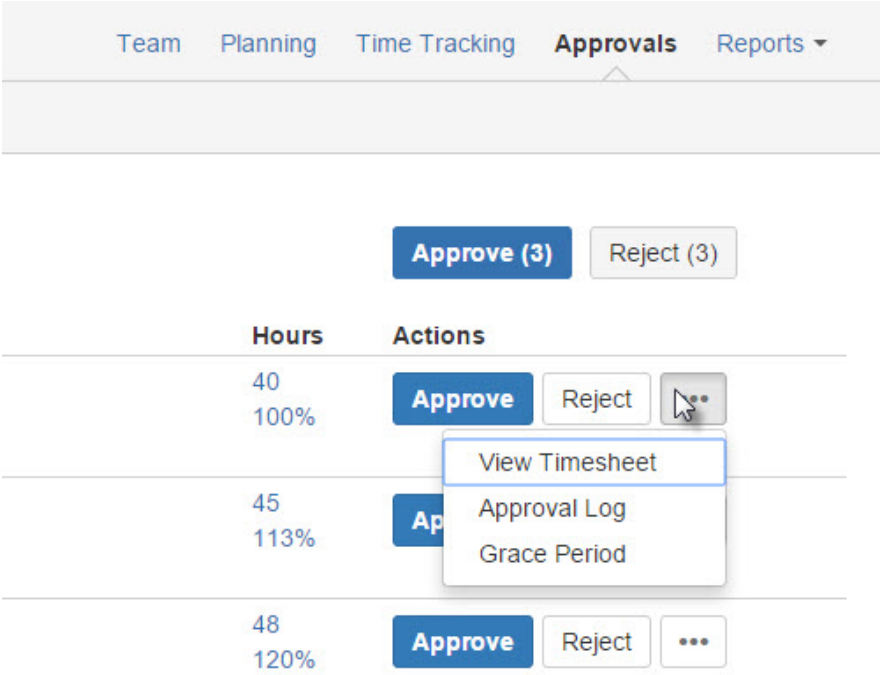 Team Planning Time Tracking Approvals Reports
Approve (3) Reject (3)
Hours Actions
40
100%
Approve Reject
View Timesheet
45
113%
Ap
Approval Log
Grace Period
48
120%
Approve Reject •••